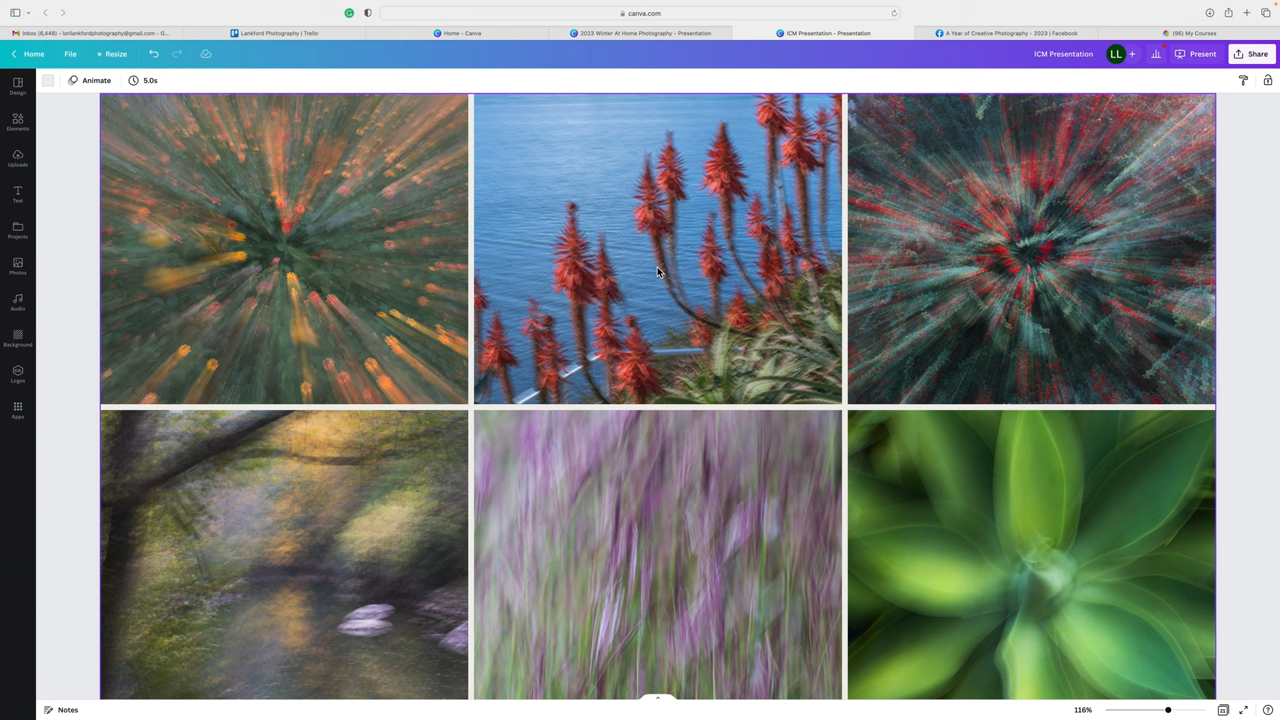 canva.com
Inbox (6,448) - lorilankfordphotography@gmail.com - G...
Lankford Photography | Trello
Home - Canva
2023 Winter At Home Photography - Presentation
ICM Presentation - Presentation
A Year of Creative Photography - 2023 | Facebook
(96) My Courses
Home
File
Resize
ICM Presentation
LL
Present
Share
Animate
5.0s
Design
Elements
Uploads
Text
Projects
Photos
Audio
Background
Logos
Apps
Notes
116%
21